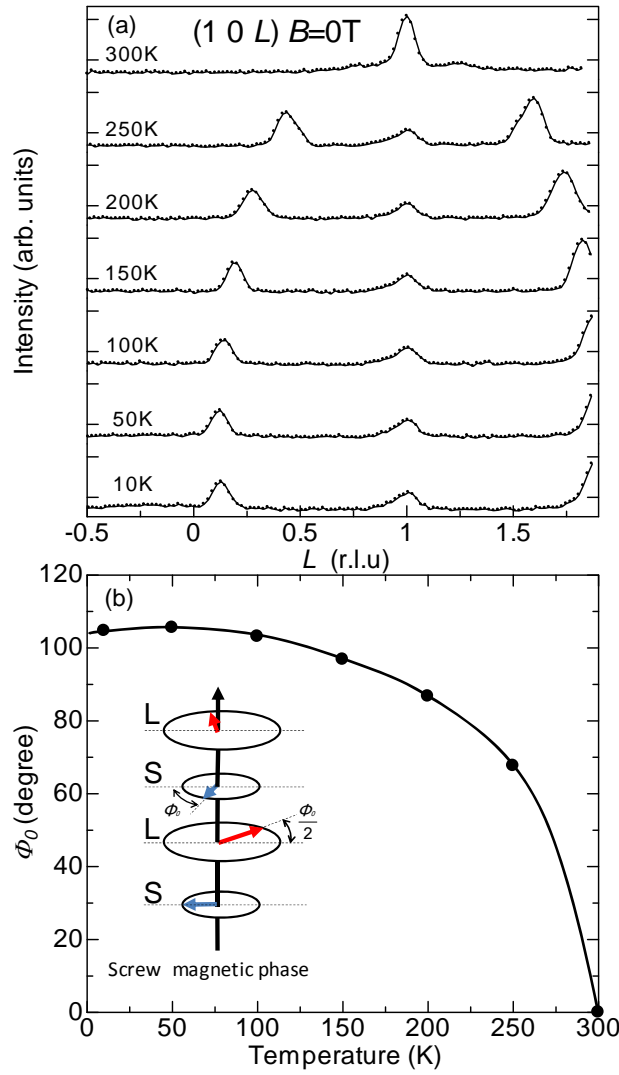 (a) (1 0 L) B=0T
300K
250K
200K
150K
100K
50K
10K
Intensity (arb. units)
-0.5 0 0.5 1 1.5
L (r.l.u)
(b)
120
100
80
60
40
20
0
Φ0 (degree)
L
S
Φ0
L
Φ0
2
S
Screw magnetic phase
0 50 100 150 200 250 300
Temperature (K)